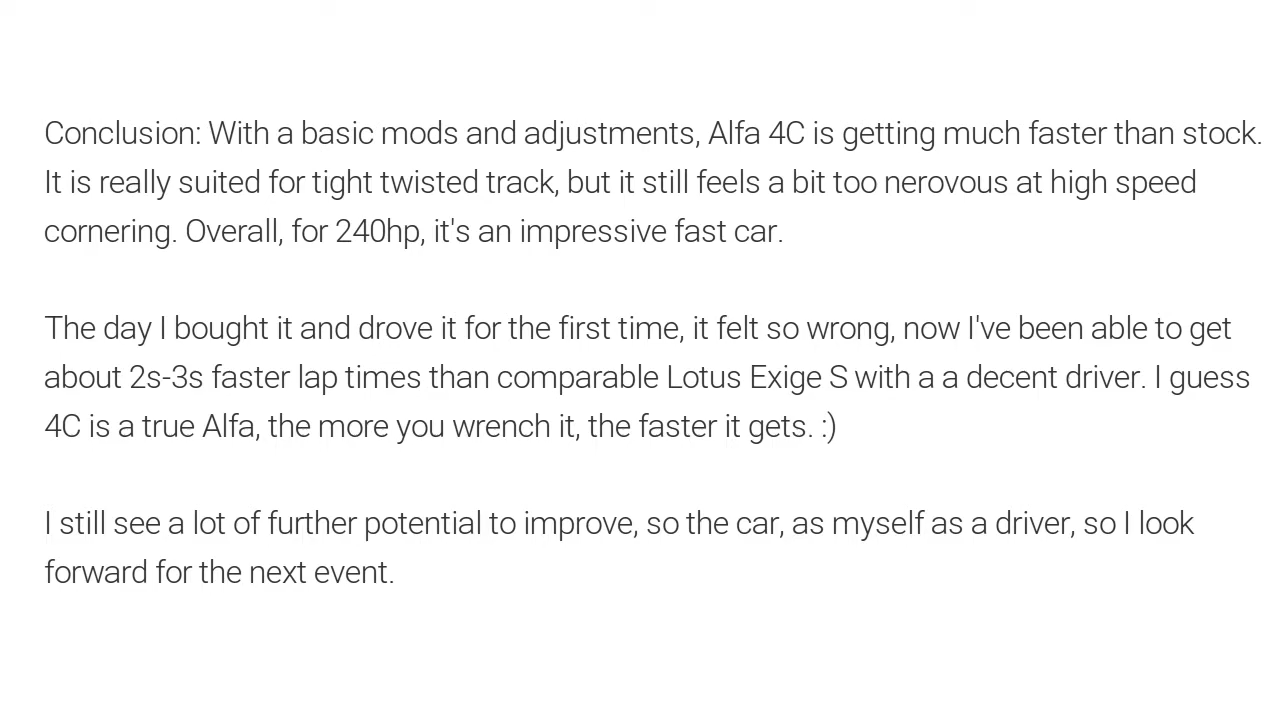 Conclusion: With a basic mods and adjustments, Alfa 4C is getting much faster than stock.
It is really suited for tight twisted track, but it still feels a bit too nerovous at high speed
cornering. Overall, for 240hp, it's an impressive fast car.
The day I bought it and drove it for the first time, it felt so wrong, now I've been able to get
about 2s-3s faster lap times than comparable Lotus Exige S with a a decent driver. I guess
4C is a true Alfa, the more you wrench it, the faster it gets. :)
I still see a lot of further potential to improve, so the car, as myself as a driver, so I look
forward for the next event.